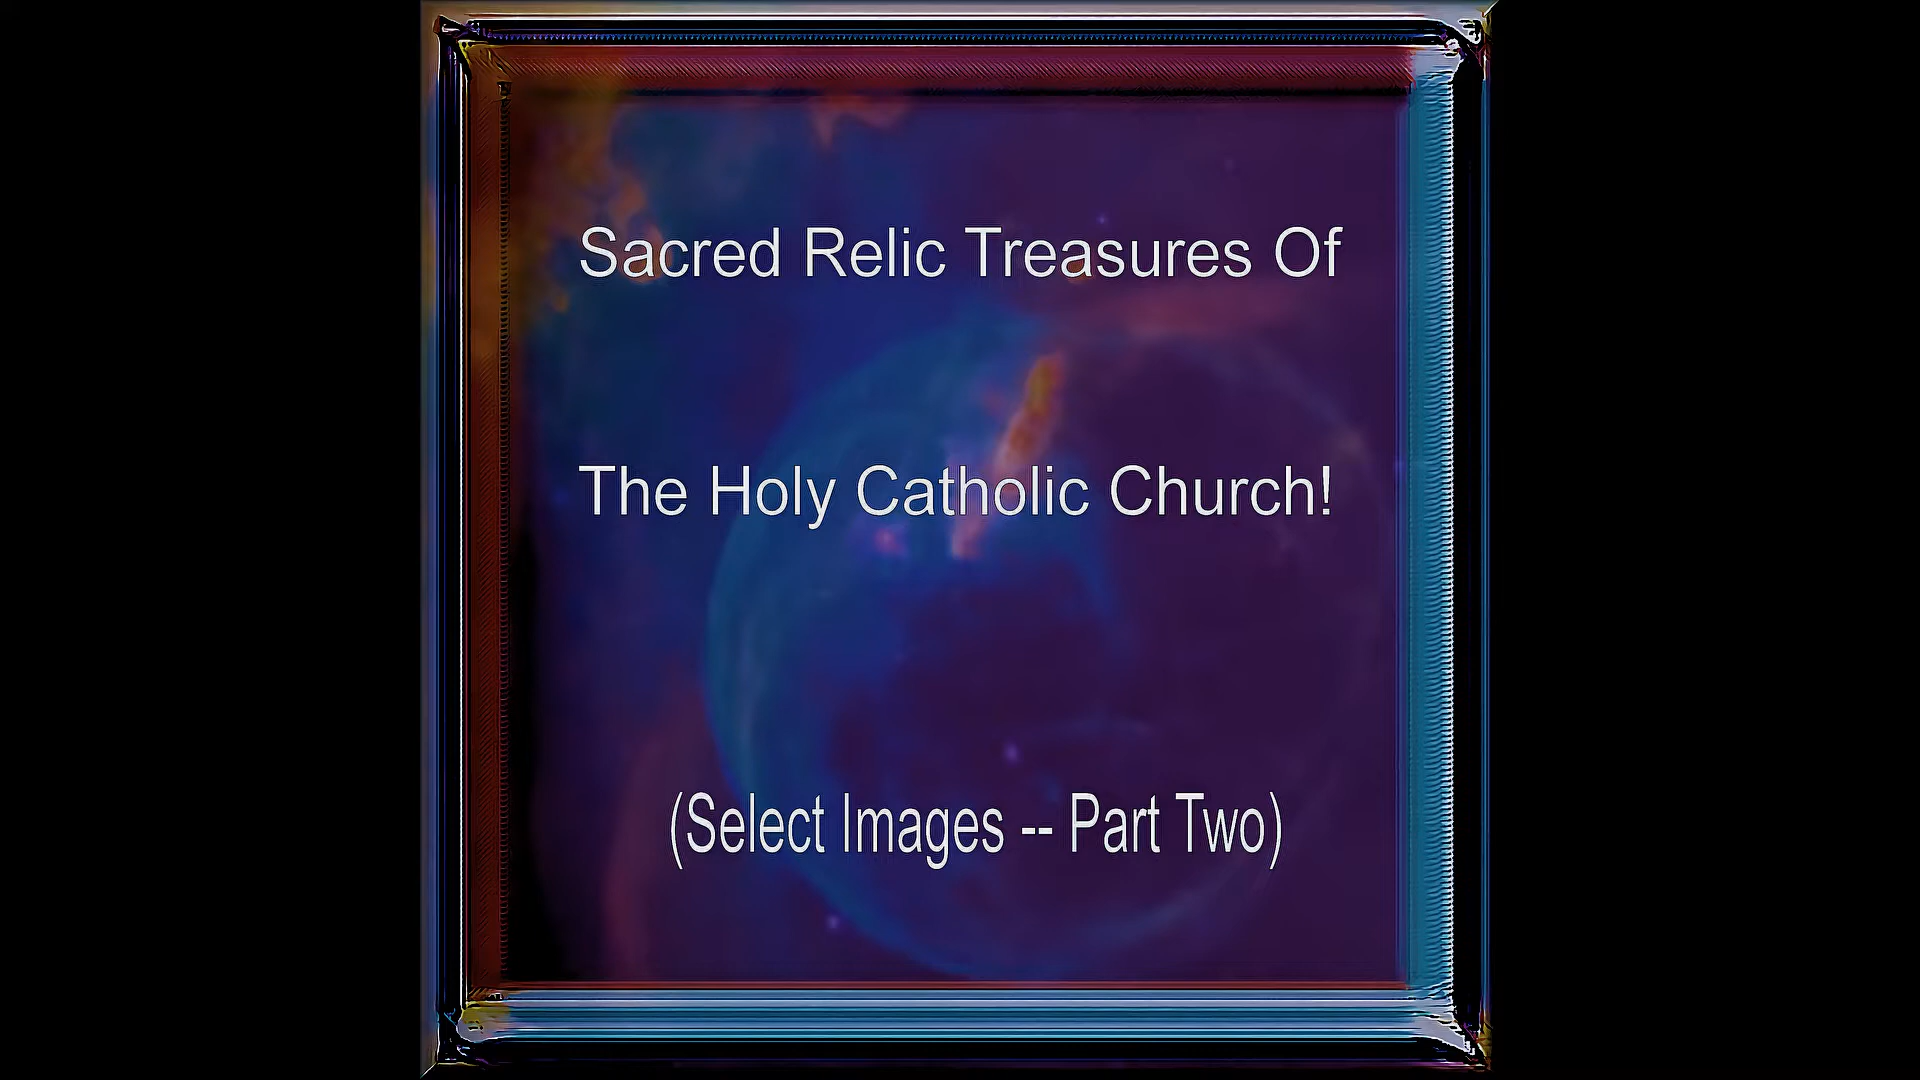 Sacred Relic Treasures Of
The Holy Catholic Church!
(Select Images -- Part Two)